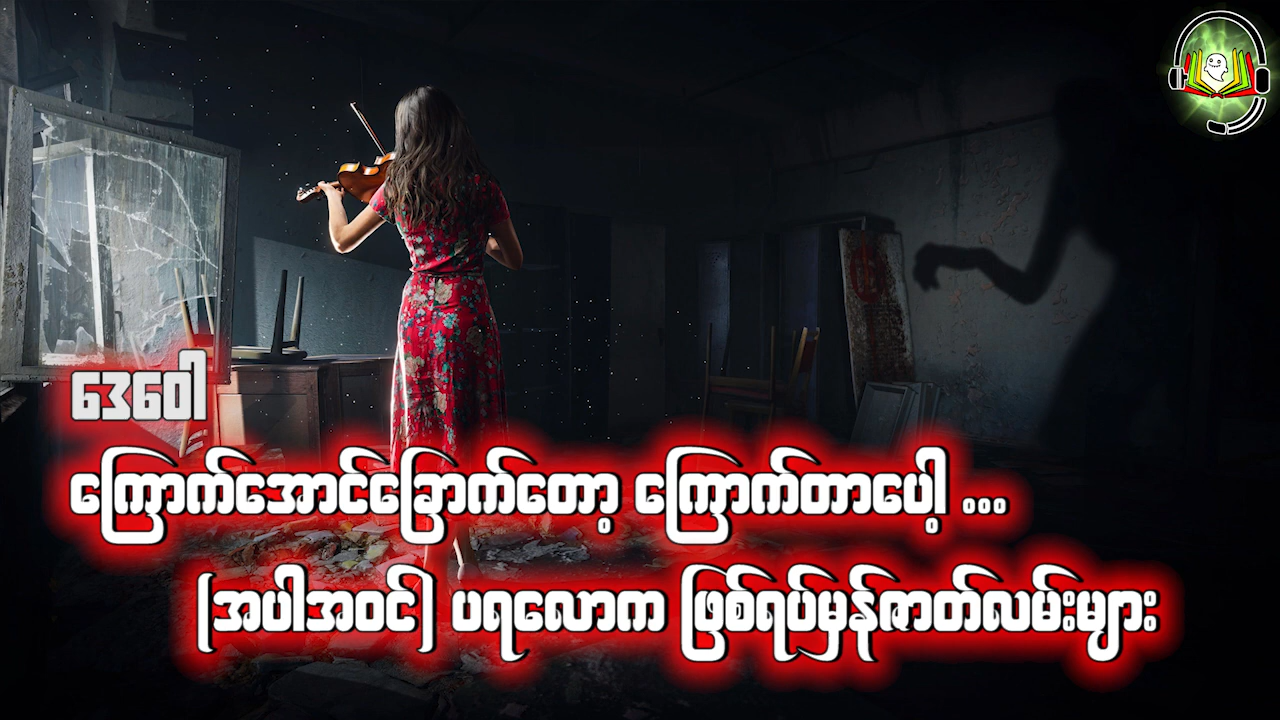 ဒေဝေါ
ကြောက်အောင်ခြောက်တော့ ကြောက်တာပေါ့ ...
(အပါအဝင်) ပရလောက ဖြစ်ရပ်မှန်ဇာတ်လမ်းများ